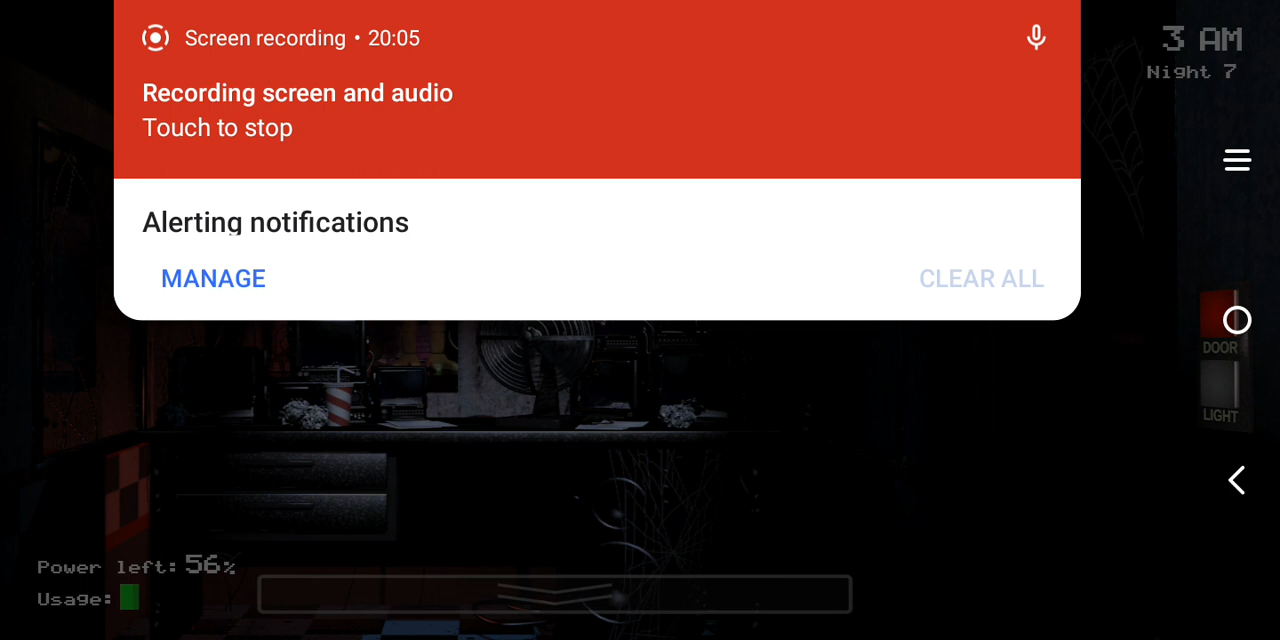 Screen recording • 20:05
Recording screen and audio
Touch to stop
Alerting notifications
MANAGE
CLEAR ALL
3 AM
Night 7
DOOR
LIGHT
Power left: 56%
Usage: